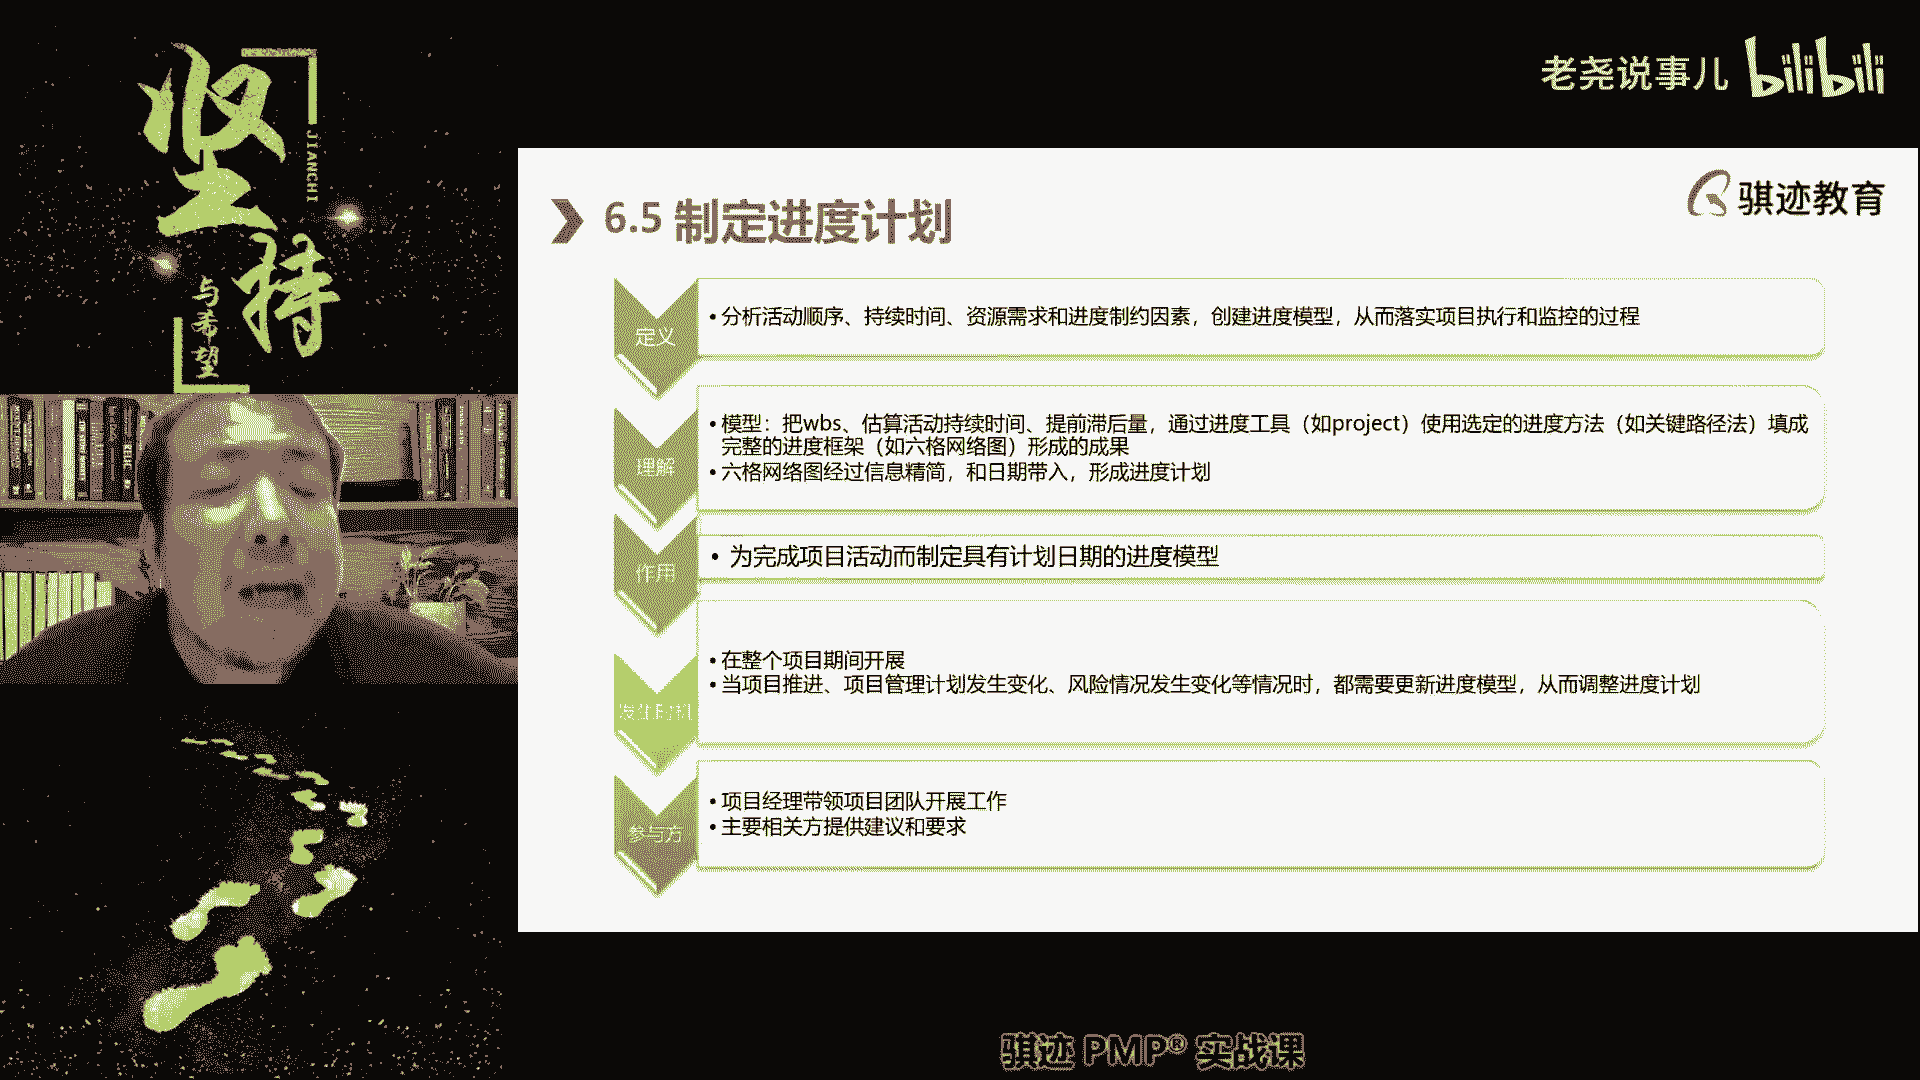 坚持
JIANCHI
与希望
老尧说事儿 bilibili
骐迹教育
6.5 制定进度计划
定义
•分析活动顺序、持续时间、资源需求和进度制约因素，创建进度模型，从而落实项目执行和监控的过程
理解
•模型：把wbs、估算活动持续时间、提前滞后量，通过进度工具（如project）使用选定的进度方法（如关键路径法）填成
完整的进度框架（如六格网络图）形成的成果
•六格网络图经过信息精简，和日期带入，形成进度计划
作用
• 为完成项目活动而制定具有计划日期的进度模型
发生时机
•在整个项目期间开展
•当项目推进、项目管理计划发生变化、风险情况发生变化等情况时，都需要更新进度模型，从而调整进度计划
参与方
•项目经理带领项目团队开展工作
•主要相关方提供建议和要求
骐迹 PMP® 实战课